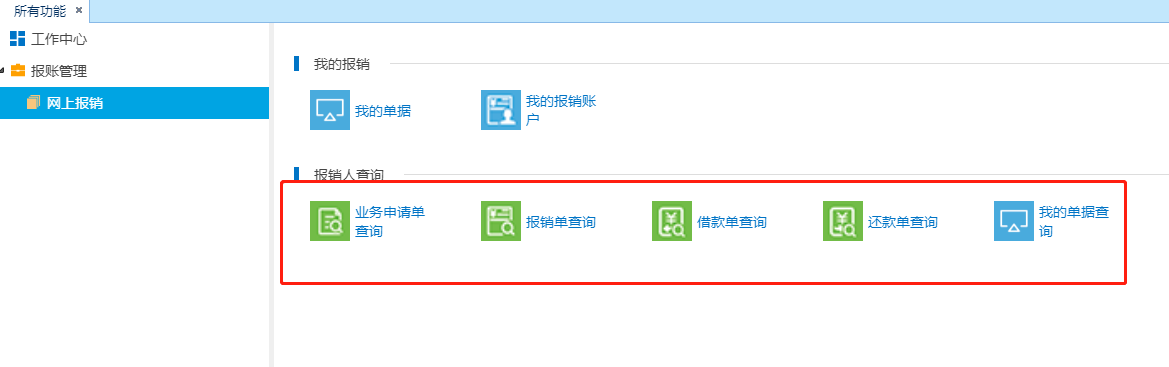 所有功能
工作中心
报账管理
网上报销
我的报销
我的单据
我的报销账
户
报销人查询
业务申请单
查询
报销单查询
借款单查询
还款单查询
我的单据查
询